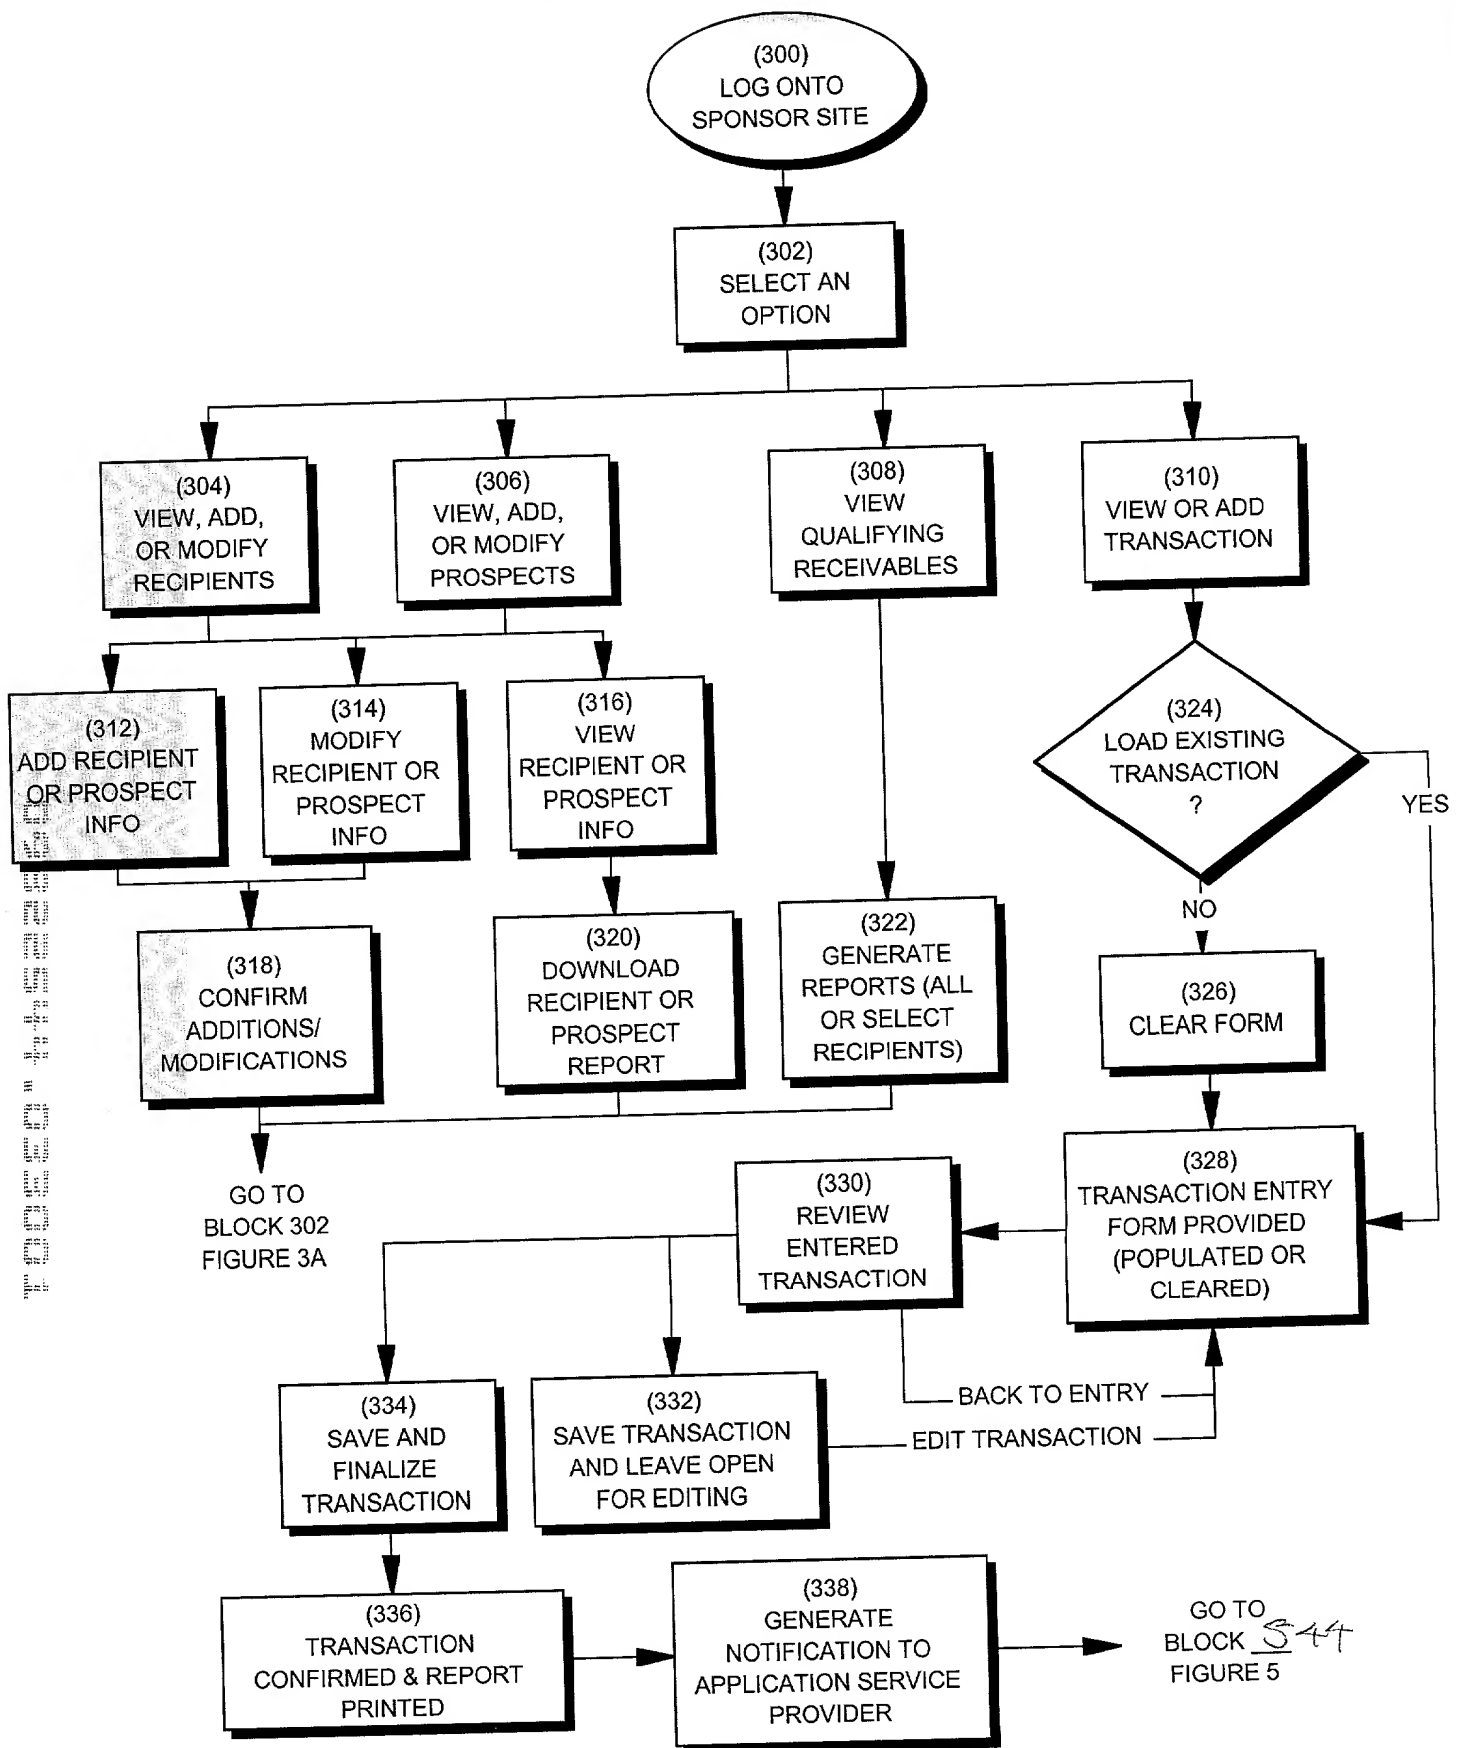 (300)
LOG ONTO
SPONSOR SITE
(302)
SELECT AN
OPTION
(304)
VIEW, ADD,
OR MODIFY
RECIPIENTS
(306)
VIEW, ADD,
OR MODIFY
PROSPECTS
(308)
VIEW
QUALIFYING
RECEIVABLES
(310)
VIEW OR ADD
TRANSACTION
(312)
ADD RECIPIENT
OR PROSPECT
INFO
(314)
MODIFY
RECIPIENT OR
PROSPECT
INFO
(316)
VIEW
RECIPIENT OR
PROSPECT
INFO
(324)
LOAD EXISTING
TRANSACTION
?
YES
NO
(318)
CONFIRM
ADDITIONS/
MODIFICATIONS
(320)
DOWNLOAD
RECIPIENT OR
PROSPECT
REPORT
(322)
GENERATE
REPORTS (ALL
OR SELECT
RECIPIENTS)
(326)
CLEAR FORM
GO TO
BLOCK 302
FIGURE 3A
(330)
REVIEW
ENTERED
TRANSACTION
(328)
TRANSACTION ENTRY
FORM PROVIDED
(POPULATED OR
CLEARED)
BACK TO ENTRY
EDIT TRANSACTION
(334)
SAVE AND
FINALIZE
TRANSACTION
(332)
SAVE TRANSACTION
AND LEAVE OPEN
FOR EDITING
(336)
TRANSACTION
CONFIRMED & REPORT
PRINTED
(338)
GENERATE
NOTIFICATION TO
APPLICATION SERVICE
PROVIDER
GO TO
BLOCK 544
FIGURE 5